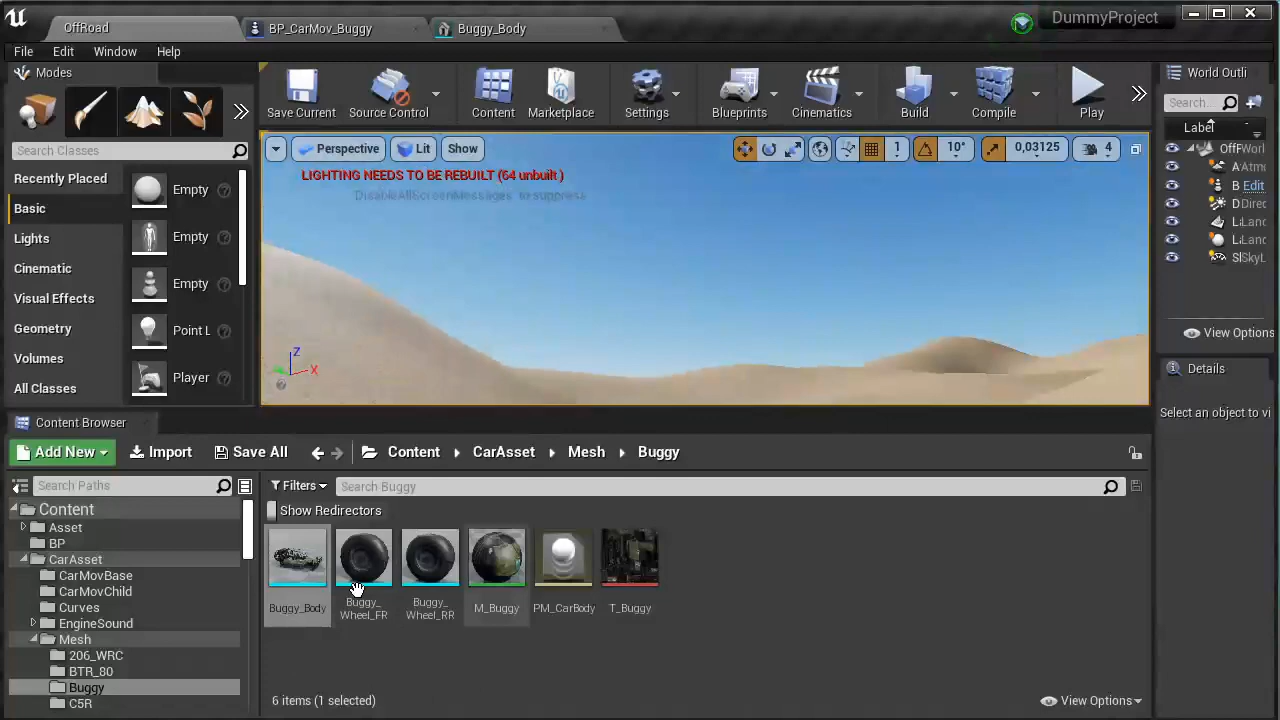 OffRoad
BP_CarMov_Buggy
Buggy_Body
DummyProject
File Edit Window Help
Modes
Save Current
Source Control
Content
Marketplace
Settings
Blueprints
Cinematics
Build
Compile
Play
World Outli
Search Classes
Search...
Label
Recently Placed
Basic
Lights
Cinematic
Visual Effects
Geometry
Volumes
All Classes
Empty
Empty
Empty
Point L
Player
Perspective
Lit
Show
1
10°
0,03125
4
LIGHTING NEEDS TO BE REBUILT (64 unbuilt )
DisableAllScreenMessages to suppress
Z
X
Edit
View Options
Details
Select an object to vi
Content Browser
Add New
Import
Save All
Content
CarAsset
Mesh
Buggy
Search Paths
Filters
Search Buggy
Show Redirectors
Content
Asset
BP
CarAsset
CarMovBase
CarMovChild
Curves
EngineSound
Mesh
206_WRC
BTR_80
Buggy
C5R
Buggy_Body
Buggy_
Wheel_FR
Buggy_
Wheel_RR
M_Buggy
PM_CarBody
T_Buggy
6 items (1 selected)
View Options